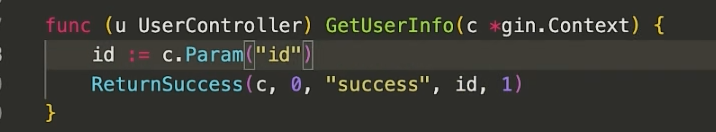 func (u UserController) GetUserInfo(c *gin.Context) {
    id := c.Param("id")
    ReturnSuccess(c, 0, "success", id, 1)
}